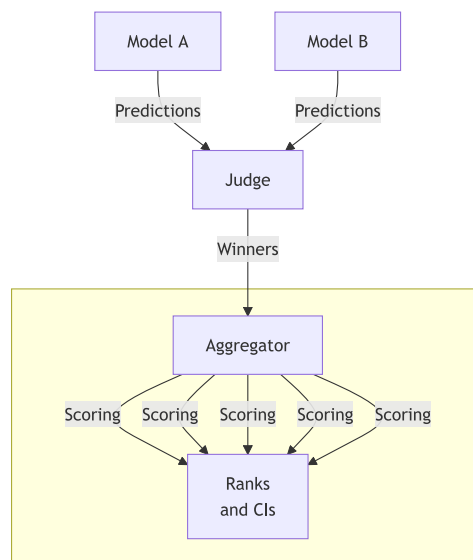 Model A
Model B
Predictions
Predictions
Judge
Winners
Aggregator
Scoring
Scoring
Scoring
Scoring
Scoring
Ranks
and CIs